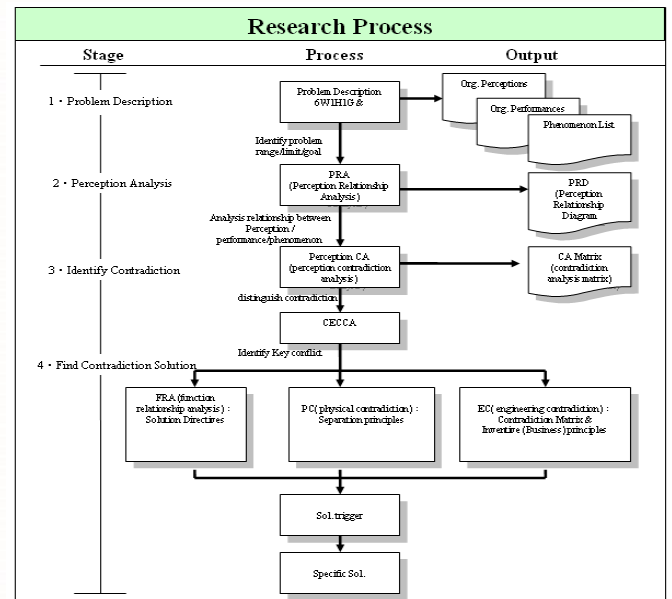 Research Process
Stage
Process
Output
1・Problem Description
Problem Description
6W1H1G &
Org. Perceptions
Org. Performances
Phenomenon List
Identify problem
range/limit/goal
2・Perception Analysis
PRA
(Perception Relationship
Analysis)
PRD
(Perception
Relationship
Diagram
Analysis relationship between
Perception /
performance/phenomenon
3・Identify Contradiction
Perception CA
(perception contradiction
analysis)
CA Matrix
(contradiction
analysis matrix)
distinguish contradiction
CECCA
Identify Key conflict
4・Find Contradiction Solution
FRA (function
relationship analysis) :
Solution Directives
PC( physical contradiction) :
Separation principles
EC( engineering contradiction) :
Contradiction Matrix &
Inventive (Business) principles
Sol.trigger
Specific Sol.